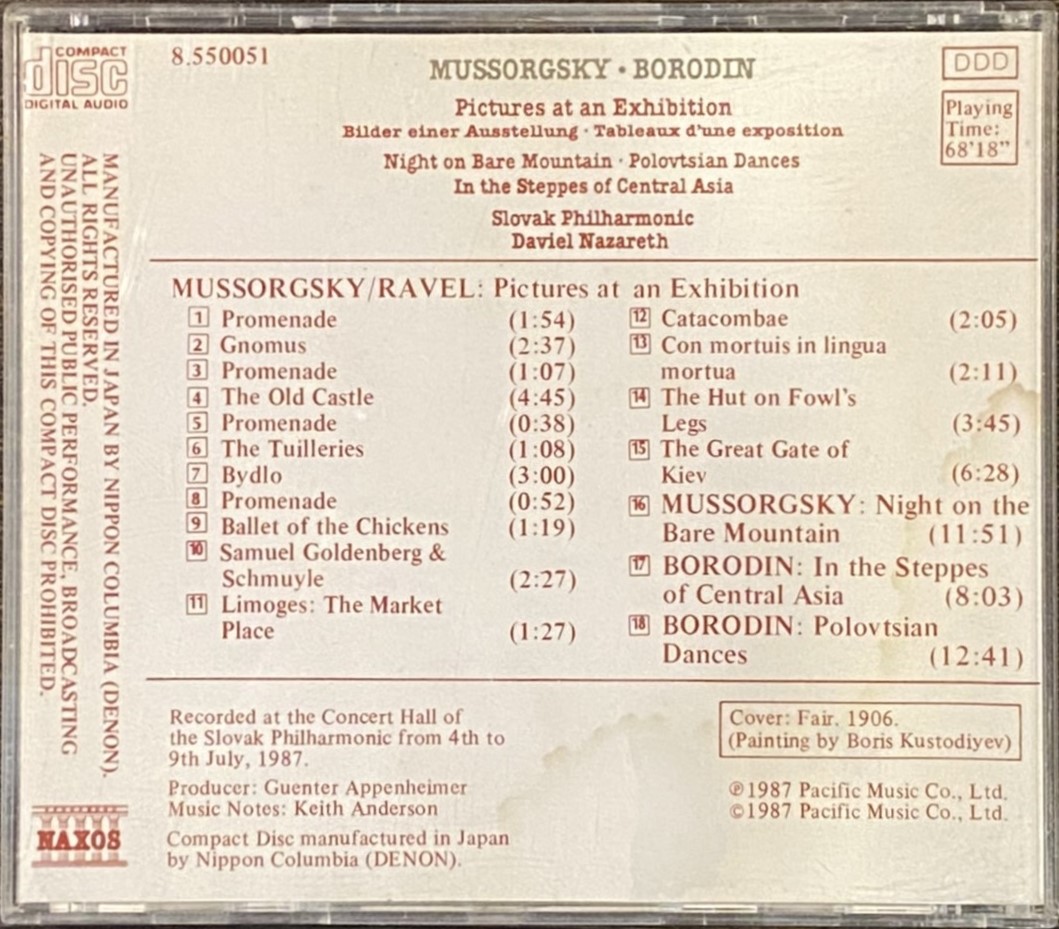 COMPACT
disc
DIGITAL AUDIO
8.550051
MUSSORGSKY · BORODIN
Pictures at an Exhibition
Bilder einer Ausstellung · Tableaux d'une exposition
Night on Bare Mountain · Polovtsian Dances
In the Steppes of Central Asia
Slovak Philharmonic
Daviel Nazareth
DDD
Playing
Time:
68'18"
MANUFACTURED IN JAPAN BY NIPPON COLUMBIA (DENON).
ALL RIGHTS RESERVED.
UNAUTHORISED PUBLIC PERFORMANCE, BROADCASTING
AND COPYING OF THIS COMPACT DISC PROHIBITED.
MUSSORGSKY/RAVEL: Pictures at an Exhibition
1 Promenade (1:54)
2 Gnomus (2:37)
3 Promenade (1:07)
4 The Old Castle (4:45)
5 Promenade (0:38)
6 The Tuilleries (1:08)
7 Bydlo (3:00)
8 Promenade (0:52)
9 Ballet of the Chickens (1:19)
10 Samuel Goldenberg &
Schmuyle (2:27)
11 Limoges: The Market
Place (1:27)
12 Catacombae (2:05)
13 Con mortuis in lingua
mortua (2:11)
14 The Hut on Fowl's
Legs (3:45)
15 The Great Gate of
Kiev (6:28)
16 MUSSORGSKY: Night on the
Bare Mountain (11:51)
17 BORODIN: In the Steppes
of Central Asia (8:03)
18 BORODIN: Polovtsian
Dances (12:41)
Recorded at the Concert Hall of
the Slovak Philharmonic from 4th to
9th July, 1987.
Producer: Guenter Appenheimer
Music Notes: Keith Anderson
Compact Disc manufactured in Japan
by Nippon Columbia (DENON).
Cover: Fair. 1906.
(Painting by Boris Kustodiyev)
℗1987 Pacific Music Co., Ltd.
©1987 Pacific Music Co., Ltd.
NAXOS